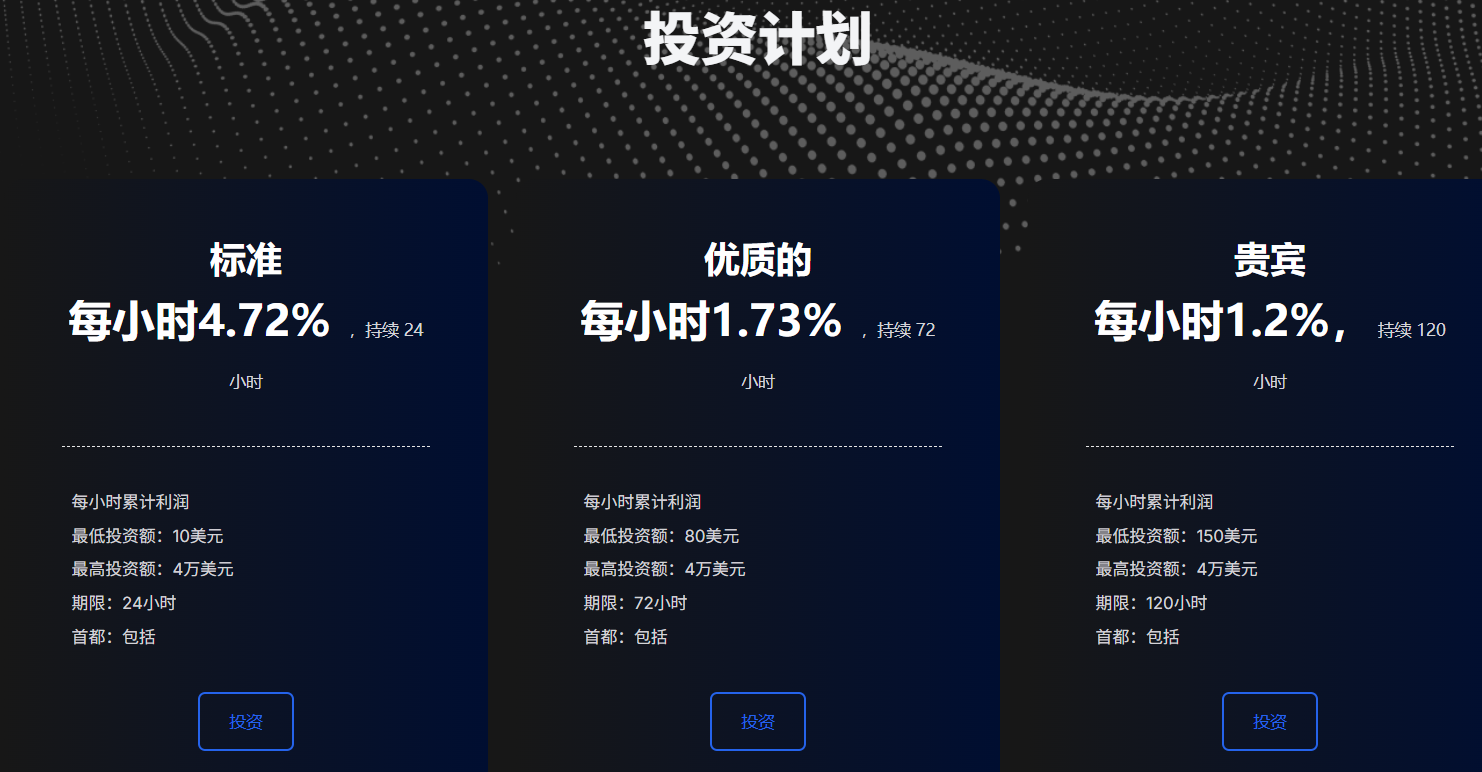 投资计划
标准
每小时4.72% ，持续 24
小时
每小时累计利润
最低投资额：10美元
最高投资额：4万美元
期限：24小时
首都：包括
投资
优质的
每小时1.73% ，持续 72
小时
每小时累计利润
最低投资额：80美元
最高投资额：4万美元
期限：72小时
首都：包括
投资
贵宾
每小时1.2%， 持续 120
小时
每小时累计利润
最低投资额：150美元
最高投资额：4万美元
期限：120小时
首都：包括
投资